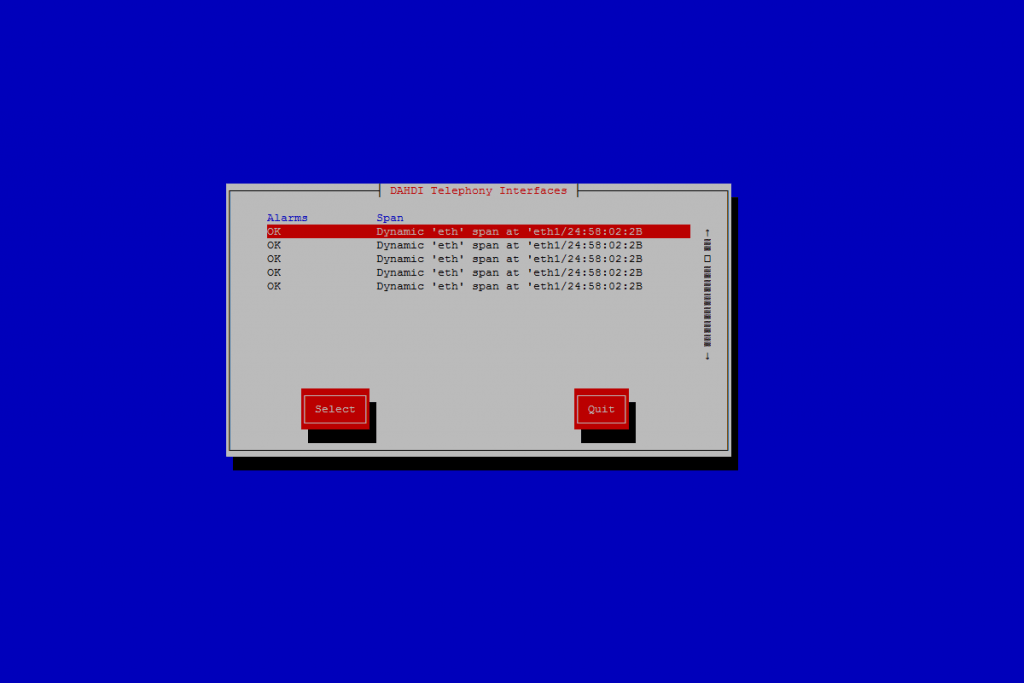 DAHDI Telephony Interfaces
Alarms Span
OK Dynamic 'eth' span at 'eth1/24:58:02:2B
OK Dynamic 'eth' span at 'eth1/24:58:02:2B
OK Dynamic 'eth' span at 'eth1/24:58:02:2B
OK Dynamic 'eth' span at 'eth1/24:58:02:2B
OK Dynamic 'eth' span at 'eth1/24:58:02:2B
Select Quit